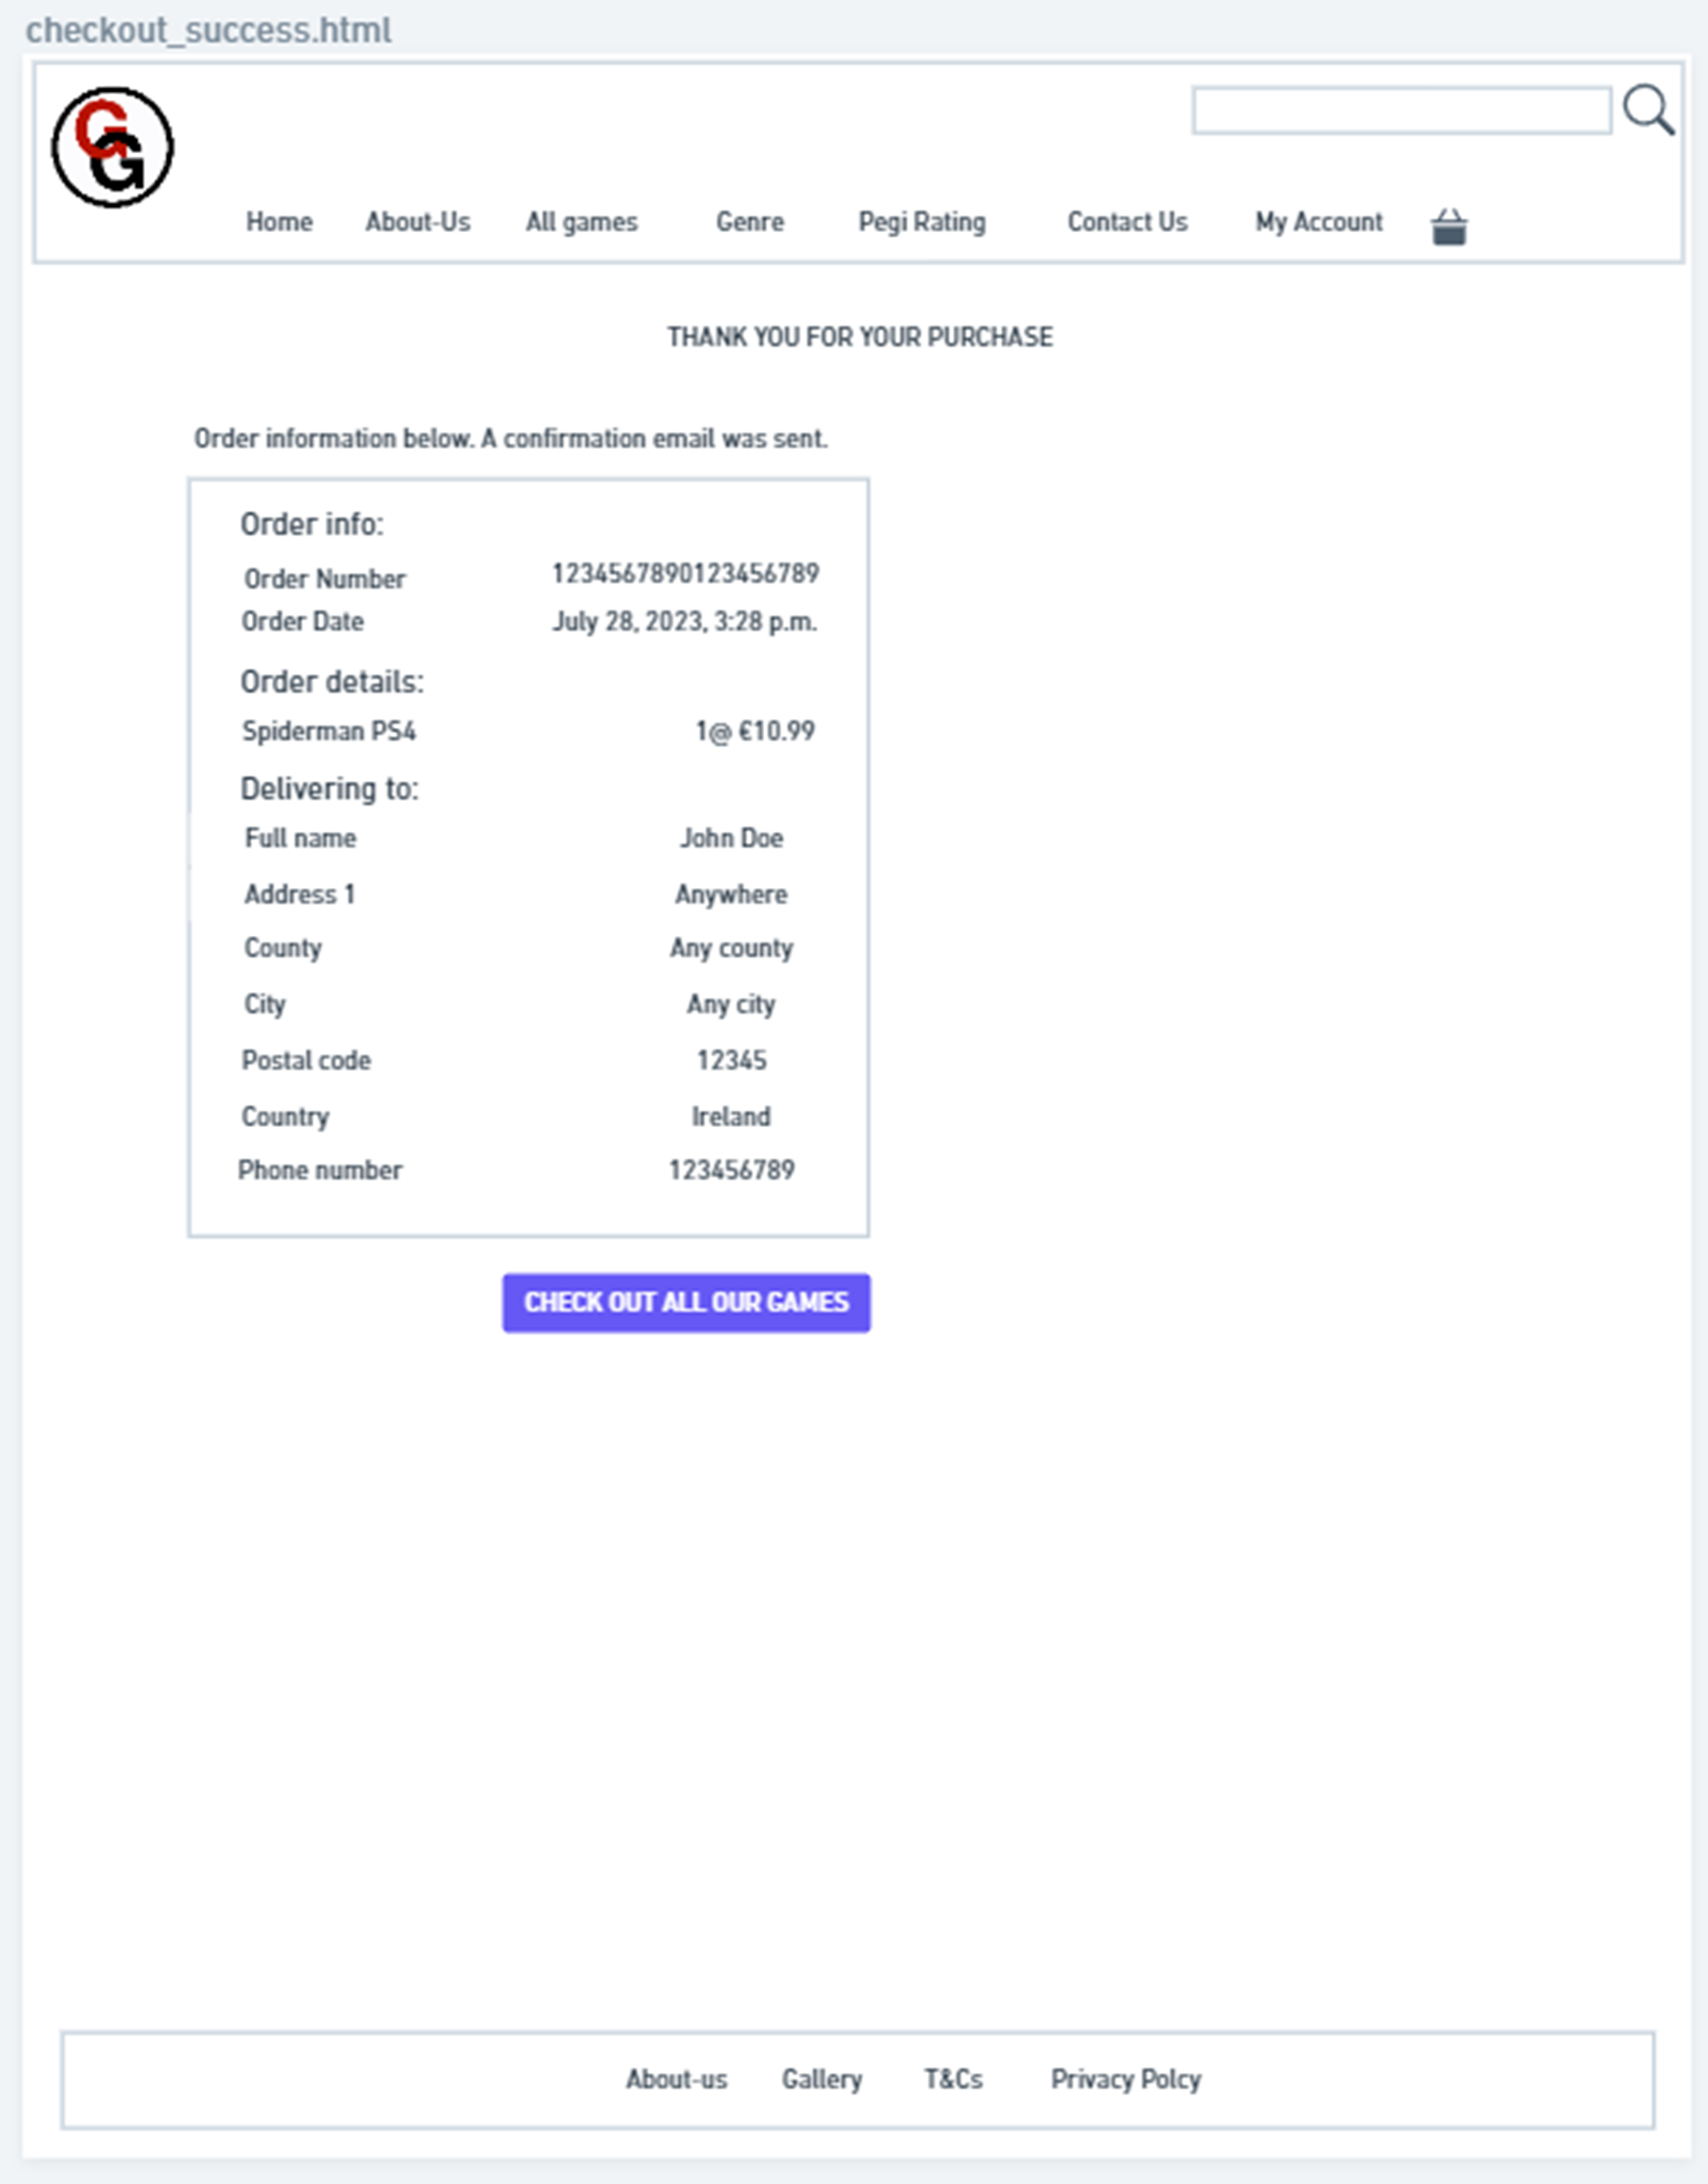 checkout_success.html
GG
Home About-Us All games Genre Pegi Rating Contact Us My Account
THANK YOU FOR YOUR PURCHASE
Order information below. A confirmation email was sent.
Order info:
Order Number 1234567890123456789
Order Date July 28, 2023, 3:28 p.m.
Order details:
Spiderman PS4 1@ €10.99
Delivering to:
Full name John Doe
Address 1 Anywhere
County Any county
City Any city
Postal code 12345
Country Ireland
Phone number 123456789
CHECK OUT ALL OUR GAMES
About-us Gallery T&Cs Privacy Polcy